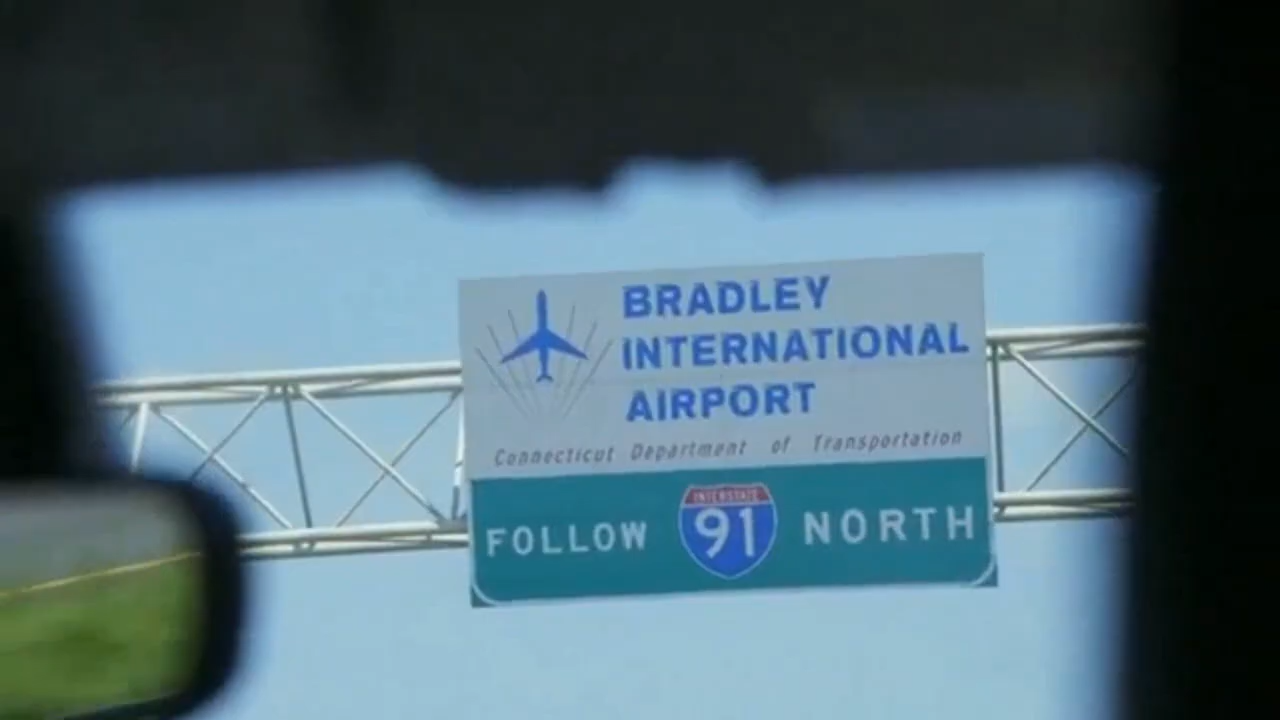 BRADLEY
INTERNATIONAL
AIRPORT
Connecticut Department of Transportation
FOLLOW INTERSTATE 91 NORTH